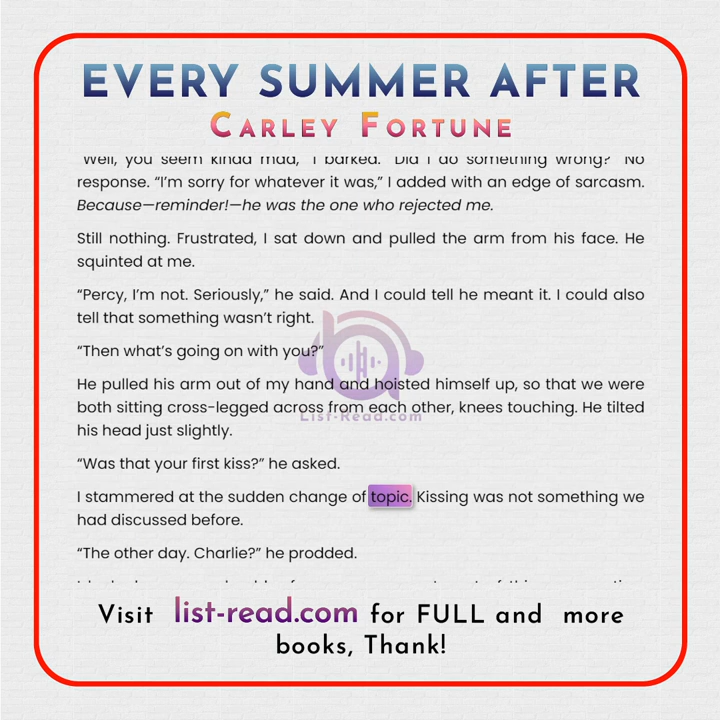 EVERY SUMMER AFTER
CARLEY FORTUNE
"Well, you seem kinda mad," I barked. "Did I do something wrong?" No
response. “I’m sorry for whatever it was,” I added with an edge of sarcasm.
Because—reminder!—he was the one who rejected me.
Still nothing. Frustrated, I sat down and pulled the arm from his face. He
squinted at me.
“Percy, I’m not. Seriously,” he said. And I could tell he meant it. I could also
tell that something wasn’t right.
“Then what’s going on with you?”
He pulled his arm out of my hand and hoisted himself up, so that we were
both sitting cross-legged across from each other, knees touching. He tilted
List-Read.com
his head just slightly.
“Was that your first kiss?” he asked.
I stammered at the sudden change of topic. Kissing was not something we
had discussed before.
“The other day. Charlie?” he prodded.
Visit list-read.com for FULL and more
books, Thank!